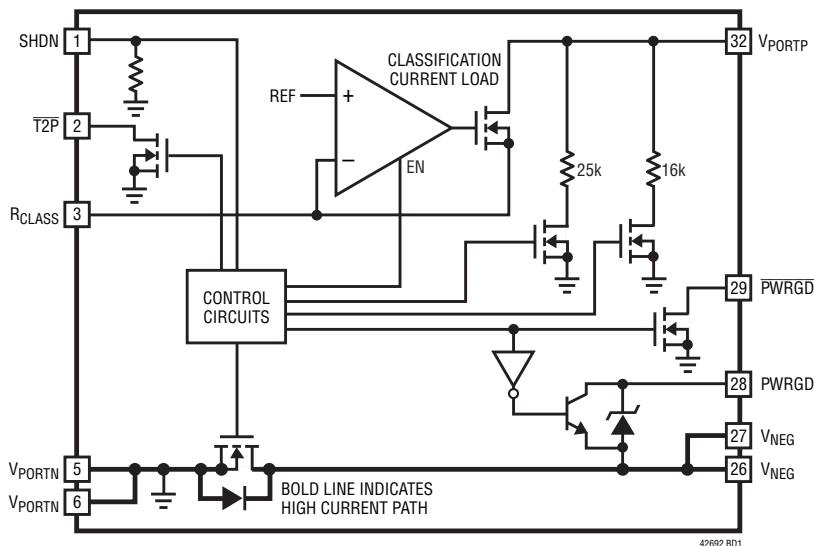 SHDN 1
T2P 2
RCLASS 3
VPORTN 5
VPORTN 6
REF
+
−
EN
CLASSIFICATION
CURRENT LOAD
25k
16k
CONTROL
CIRCUITS
BOLD LINE INDICATES
HIGH CURRENT PATH
32 VPORTP
29 PWRGD
28 PWRGD
27 VNEG
26 VNEG
42692 BD1